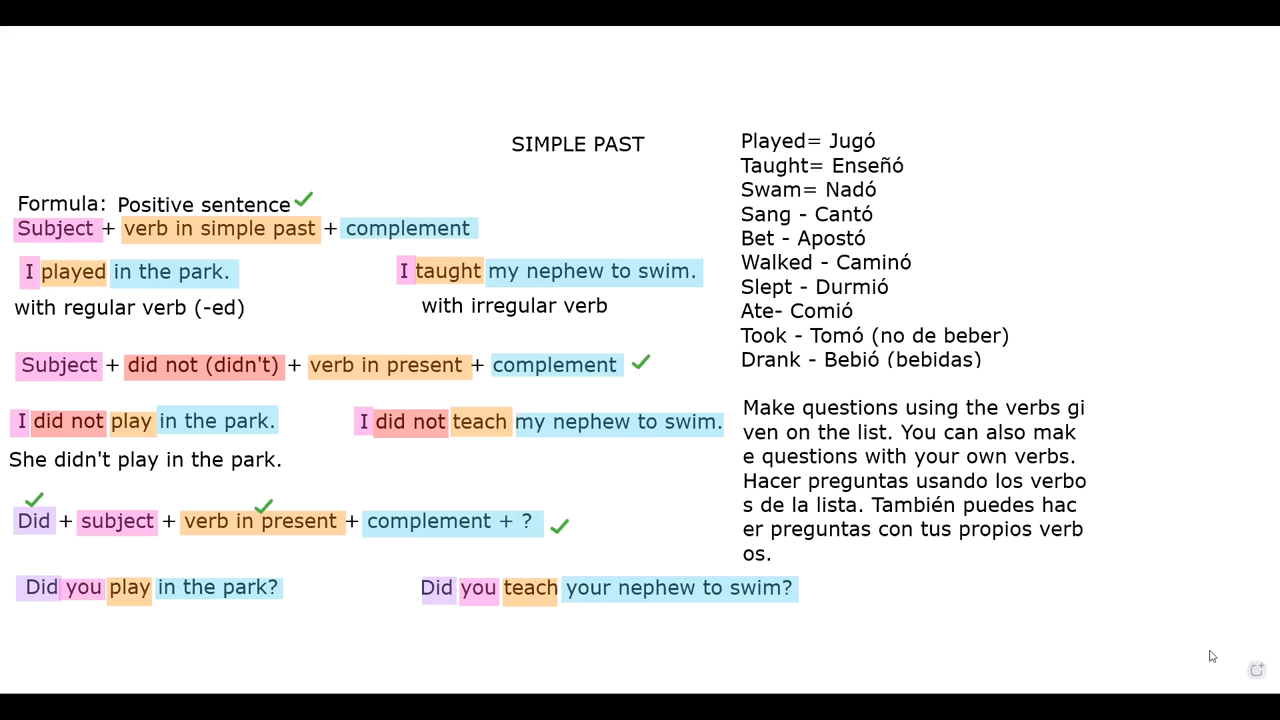 SIMPLE PAST
Formula: Positive sentence
Subject + verb in simple past + complement
I played in the park.
I taught my nephew to swim.
with regular verb (-ed)
with irregular verb
Subject + did not (didn't) + verb in present + complement
I did not play in the park.
I did not teach my nephew to swim.
She didn't play in the park.
Did + subject + verb in present + complement + ?
Did you play in the park?
Did you teach your nephew to swim?
Played= Jugó
Taught= Enseñó
Swam= Nadó
Sang - Cantó
Bet - Apostó
Walked - Caminó
Slept - Durmió
Ate- Comió
Took - Tomó (no de beber)
Drank - Bebió (bebidas)
Make questions using the verbs gi
ven on the list. You can also mak
e questions with your own verbs.
Hacer preguntas usando los verbo
s de la lista. También puedes hac
er preguntas con tus propios verb
os.